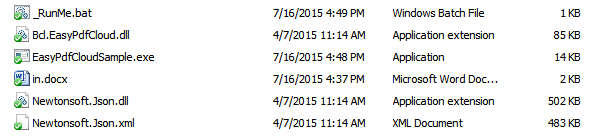 _RunMe.bat 7/16/2015 4:49 PM Windows Batch File 1 KB
Bcl.EasyPdfCloud.dll 4/7/2015 11:14 AM Application extension 85 KB
EasyPdfCloudSample.exe 7/16/2015 4:48 PM Application 14 KB
in.docx 7/16/2015 4:37 PM Microsoft Word Doc... 2 KB
Newtonsoft.Json.dll 4/7/2015 11:14 AM Application extension 502 KB
Newtonsoft.Json.xml 4/7/2015 11:14 AM XML Document 483 KB